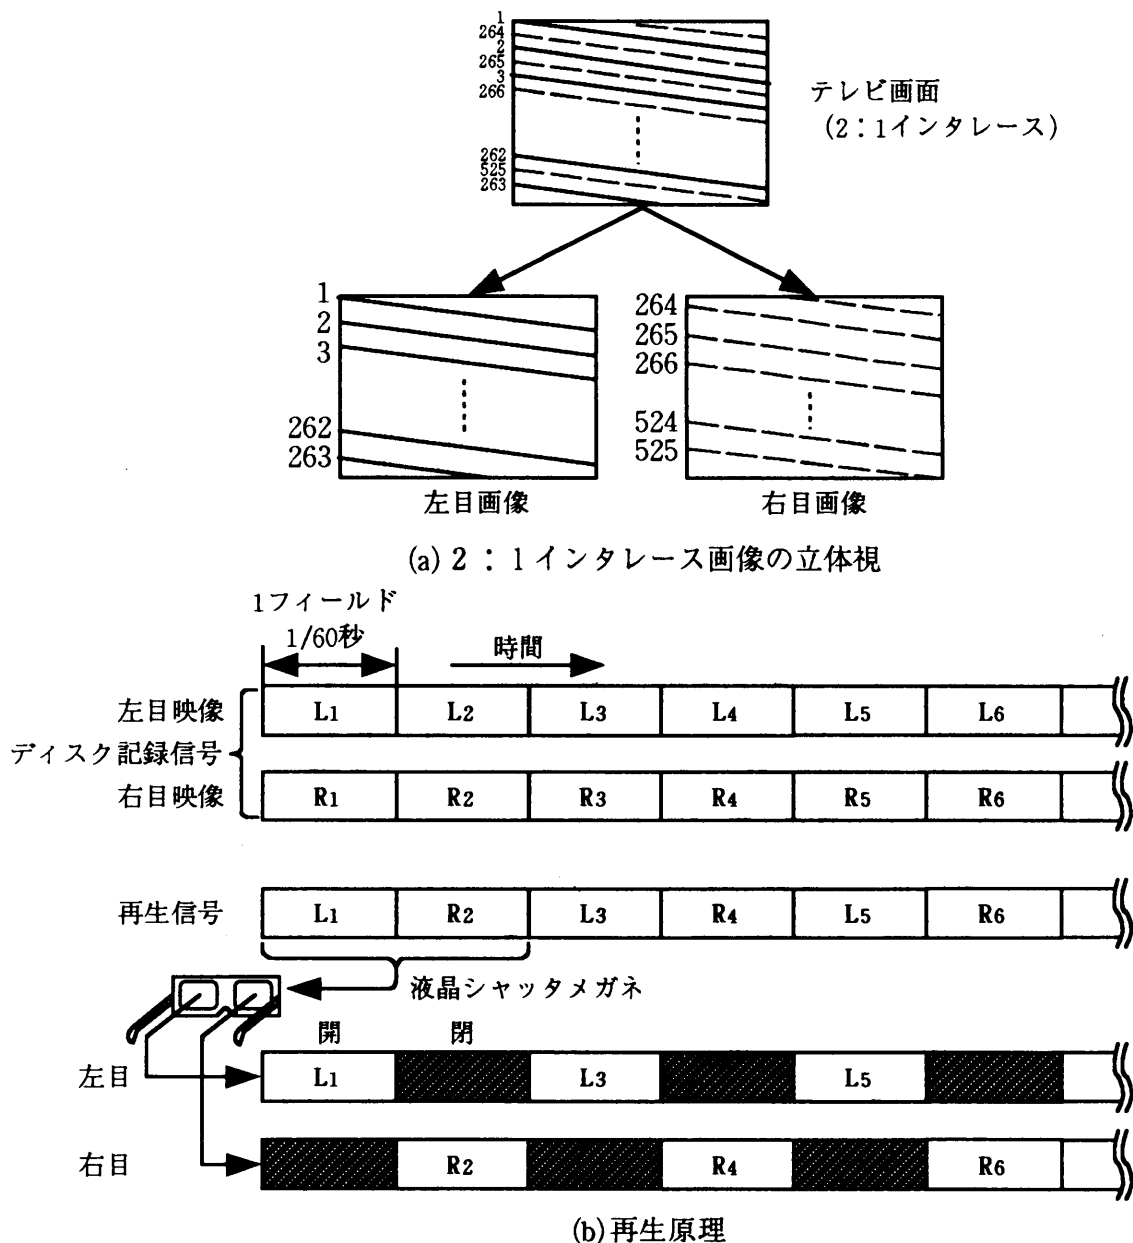 1
264
2
265
3
266
262
525
263
テレビ画面
(2:1インタレース)
1
2
3
262
263
左目画像
264
265
266
524
525
右目画像
(a) 2:1インタレース画像の立体視
1フィールド
1/60秒
時間
左目映像 L1 L2 L3 L4 L5 L6
ディスク記録信号
右目映像 R1 R2 R3 R4 R5 R6
再生信号 L1 R2 L3 R4 L5 R6
液晶シャッタメガネ
開 閉
左目 L1 L3 L5
右目 R2 R4 R6
(b)再生原理